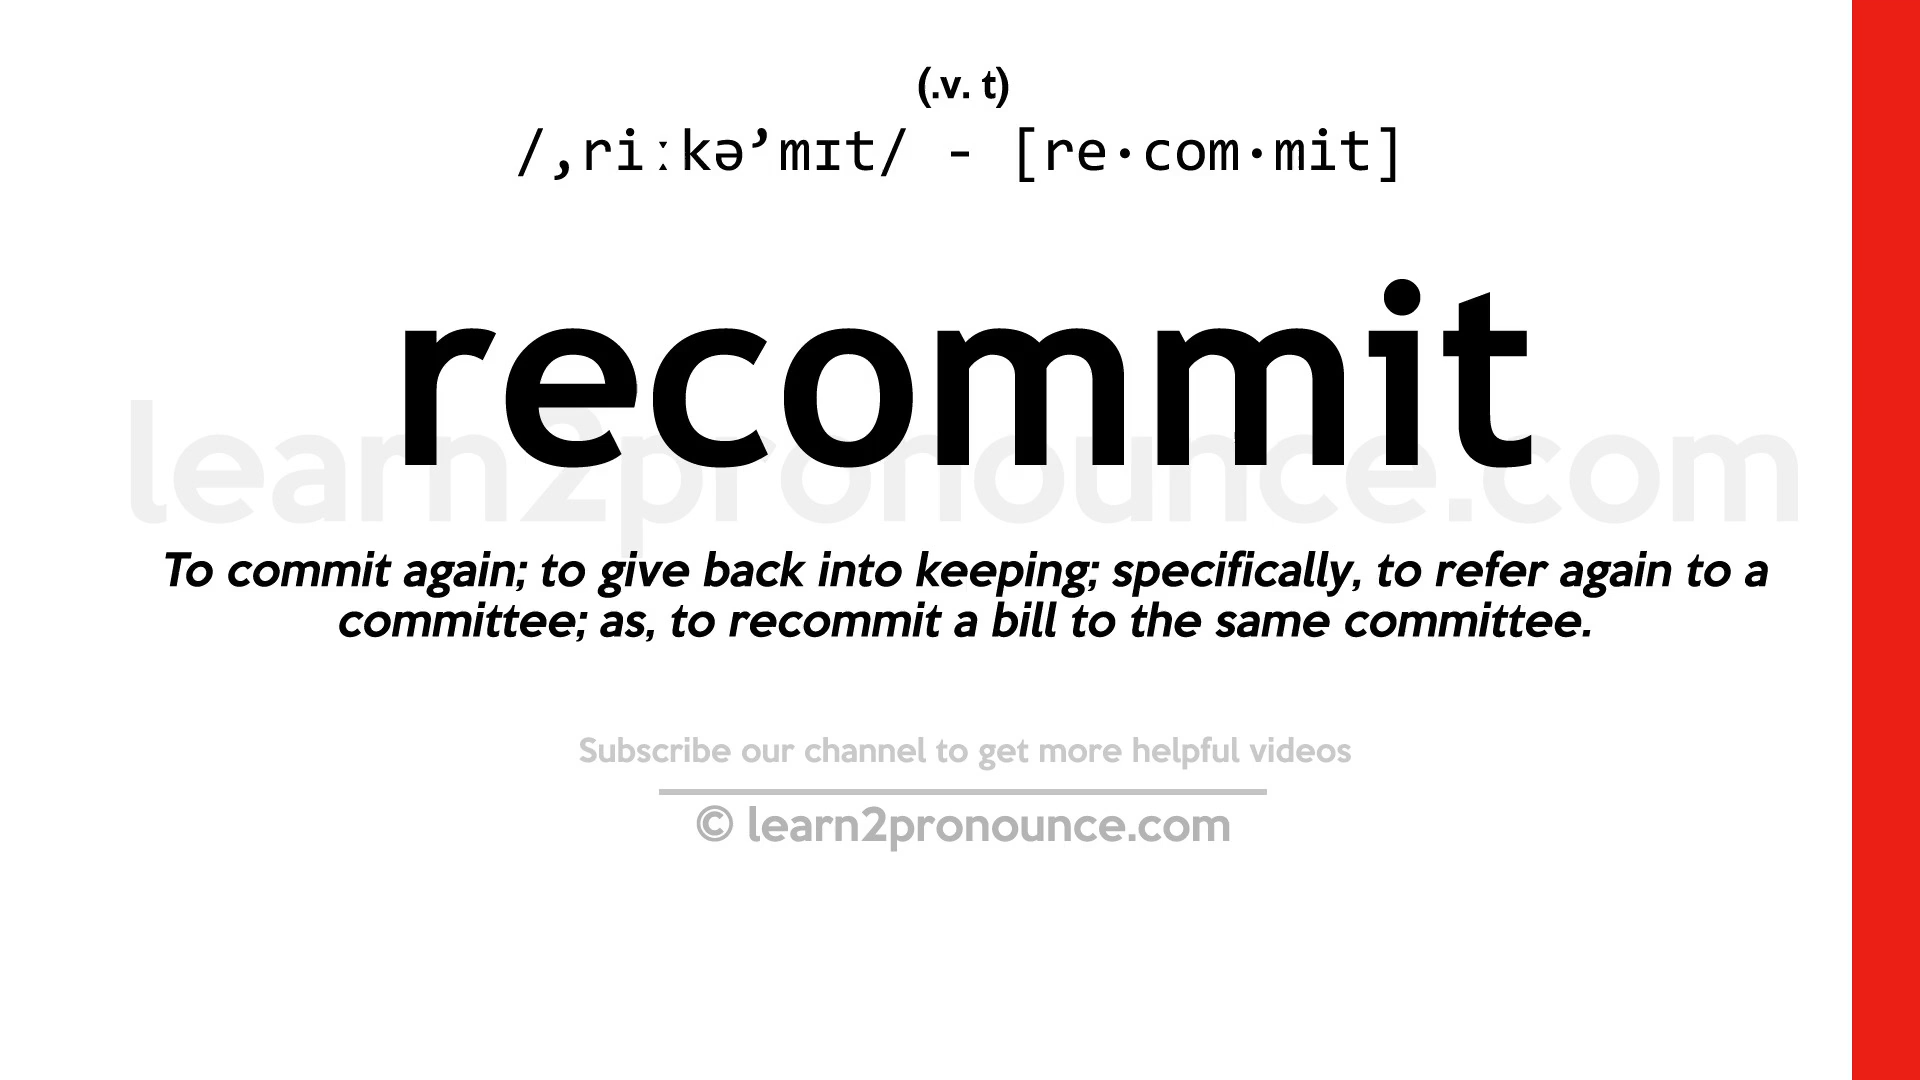 (.v. t)
/,riːkə’mɪt/ - [re·com·mit]
recommit
learn2pronounce.com
To commit again; to give back into keeping; specifically, to refer again to a
committee; as, to recommit a bill to the same committee.
Subscribe our channel to get more helpful videos
© learn2pronounce.com